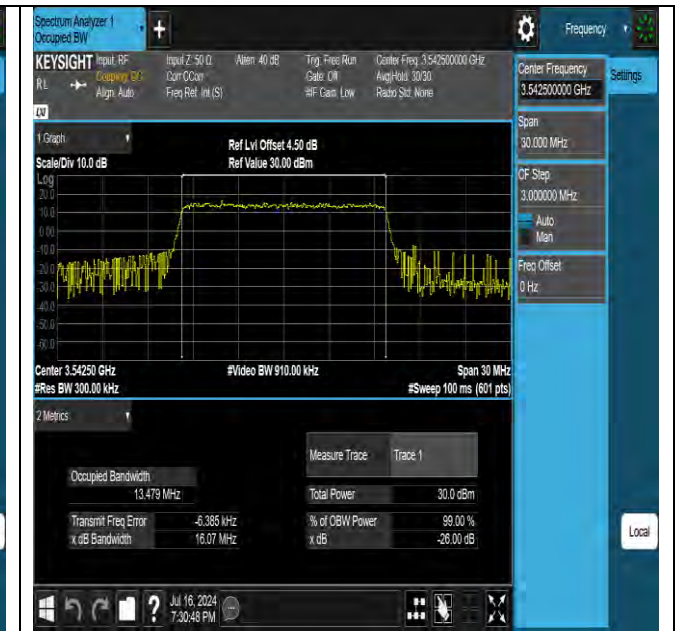 Spectrum Analyzer 1
Occupied BW
Frequency
KEYSIGHT Input: RF Input Z: 50 Ω Atten: 40 dB Trig: Free Run Center Freq: 3.542500000 GHz
RL Coupling: DC Corr CCorr Gate: Off Avg|Hold: 30/30
Align: Auto Freq Ref: Int (S) #IF Gain: Low Radio Std: None
LXI
Center Frequency
3.542500000 GHz
Settings
Span
30.000 MHz
CF Step
3.000000 MHz
Auto
Man
Freq Offset
0 Hz
1 Graph
Ref Lvl Offset 4.50 dB
Scale/Div 10.0 dB Ref Value 30.00 dBm
Log
20.0
10.0
0.00
-10.0
-20.0
-30.0
-40.0
-50.0
-60.0
Center 3.54250 GHz #Video BW 910.00 kHz Span 30 MHz
#Res BW 300.00 kHz #Sweep 100 ms (601 pts)
2 Metrics
Measure Trace Trace 1
Occupied Bandwidth
13.479 MHz Total Power 30.0 dBm
Transmit Freq Error -6.385 kHz % of OBW Power 99.00 %
x dB Bandwidth 16.07 MHz x dB -26.00 dB
Local
? Jul 16, 2024
7:30:48 PM